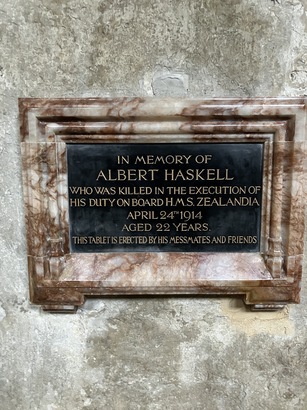 IN MEMORY OF
ALBERT HASKELL
WHO WAS KILLED IN THE EXECUTION OF
HIS DUTY ON BOARD H.M.S. ZEALANDIA
APRIL 24TH 1914
AGED 22 YEARS.
THIS TABLET IS ERECTED BY HIS MESSMATES AND FRIENDS